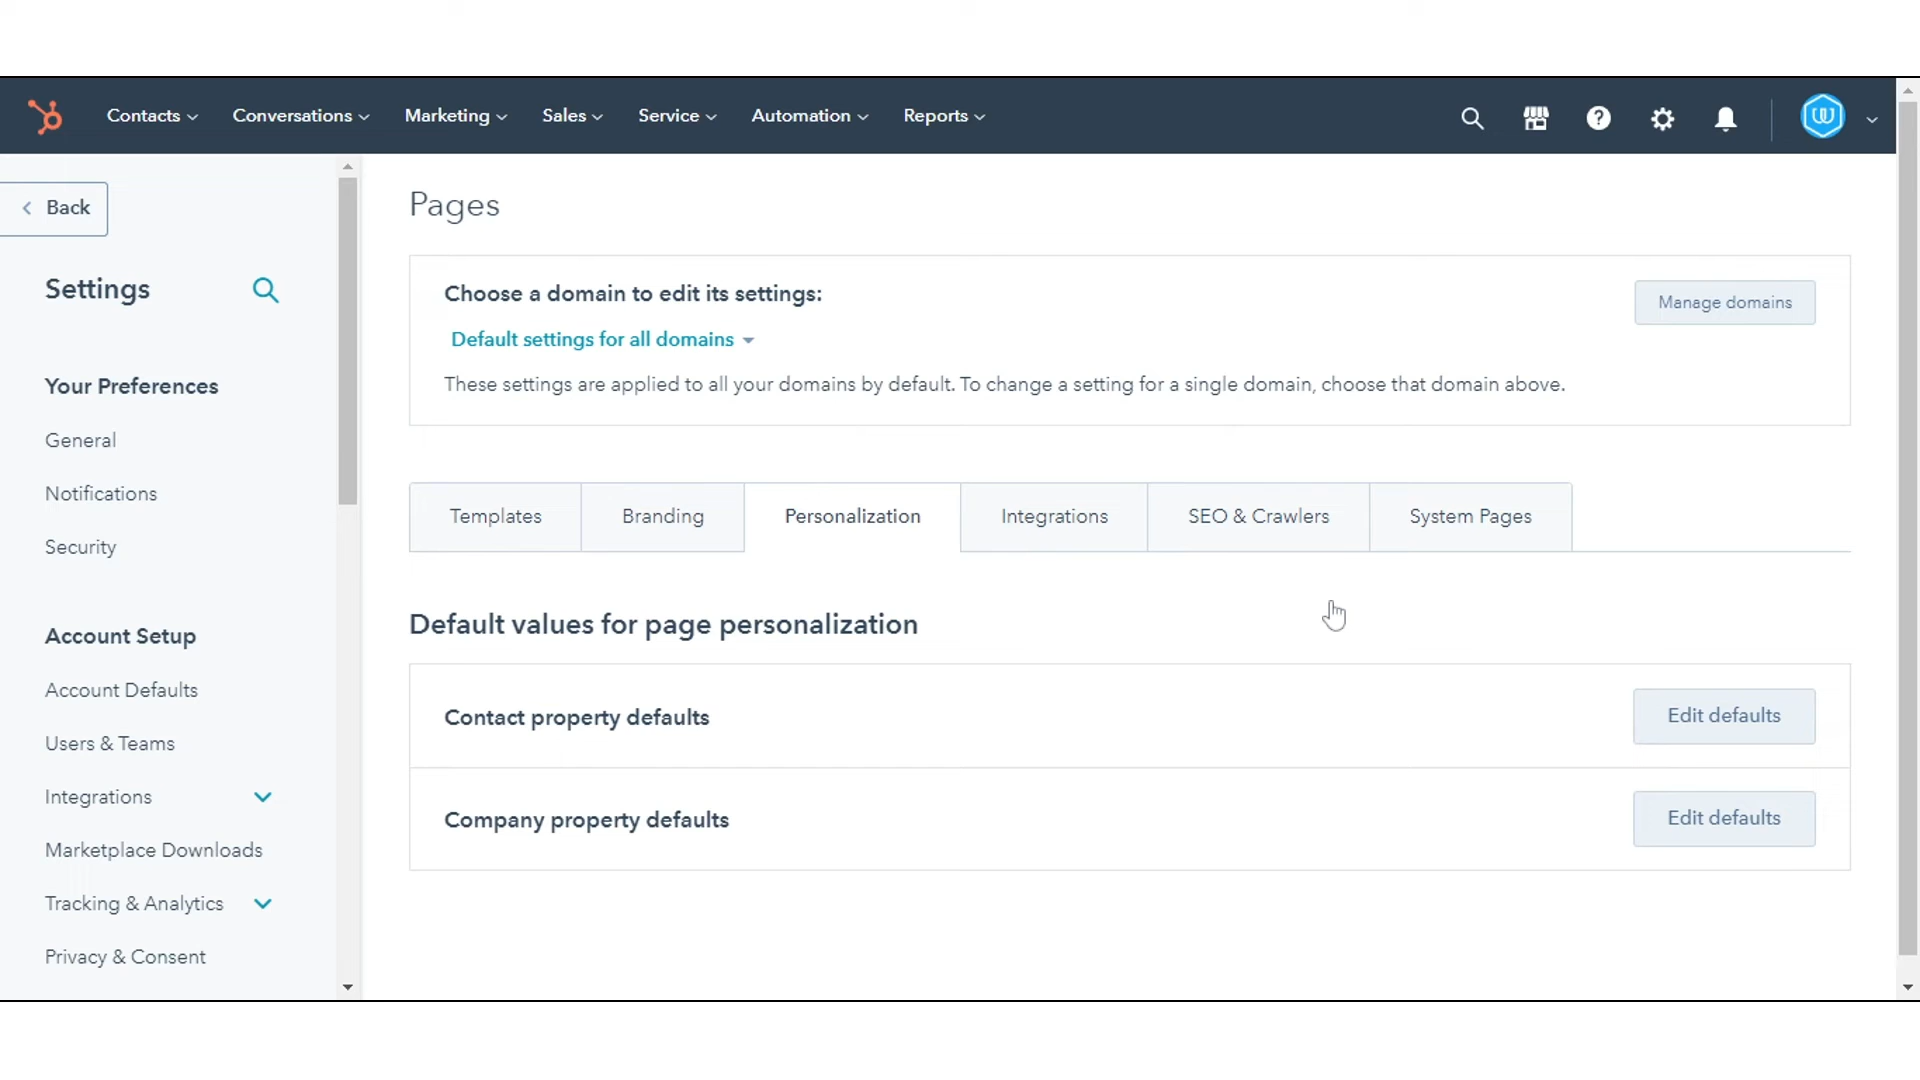 Contacts
Conversations
Marketing
Sales
Service
Automation
Reports
Back
Settings
Your Preferences
General
Notifications
Security
Account Setup
Account Defaults
Users & Teams
Integrations
Marketplace Downloads
Tracking & Analytics
Privacy & Consent
Pages
Choose a domain to edit its settings:
Manage domains
Default settings for all domains
These settings are applied to all your domains by default. To change a setting for a single domain, choose that domain above.
Templates
Branding
Personalization
Integrations
SEO & Crawlers
System Pages
Default values for page personalization
Contact property defaults
Edit defaults
Company property defaults
Edit defaults